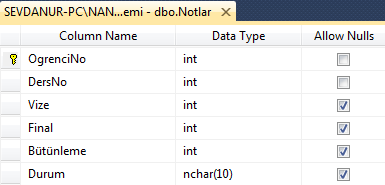 SEVDANUR-PC\NAN...emi - dbo.Notlar
Column Name Data Type Allow Nulls
OgrenciNo int
DersNo int
Vize int
Final int
Bütünleme int
Durum nchar(10)